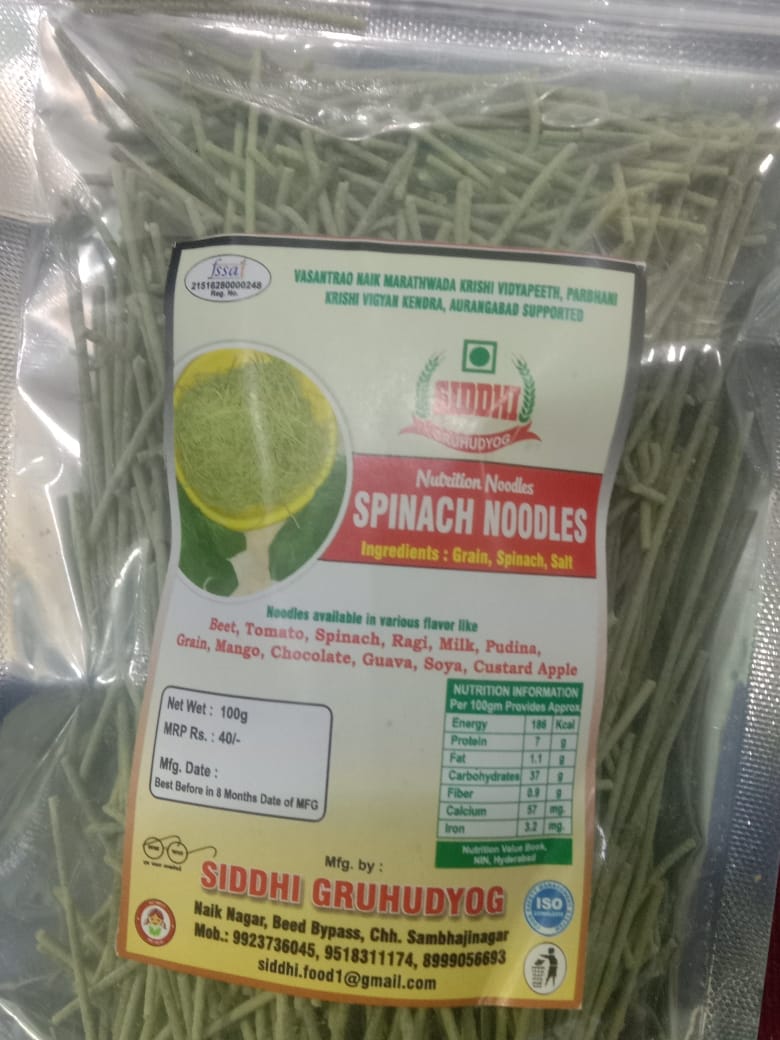 fssai
21516280000248
Reg. No.
VASANTRAO NAIK MARATHWADA KRISHI VIDYAPEETH, PARBHANI
KRISHI VIGYAN KENDRA, AURANGABAD SUPPORTED
SIDDHI
GRUHUDYOG
Nutrition Noodles
SPINACH NOODLES
Ingredients : Grain, Spinach, Salt
Noodles available in various flavor like
Beet, Tomato, Spinach, Ragi, Milk, Pudina,
Grain, Mango, Chocolate, Guava, Soya, Custard Apple
Net Wet : 100g
MRP Rs. : 40/-
Mfg. Date :
Best Before in 8 Months Date of MFG
NUTRITION INFORMATION
Per 100gm Provides Approx.
Energy 186 Kcal
Protein 7 g
Fat 1.1 g
Carbohydrates 37 g
Fiber 0.9 g
Calcium 57 mg.
Iron 3.2 mg.
Nutrition Value Book,
NIN, Hyderabad
Mfg. by :
SIDDHI GRUHUDYOG
Naik Nagar, Beed Bypass, Chh. Sambhajinagar
Mob.: 9923736045, 9518311174, 8999056693
siddhi.food1@gmail.com
ISO